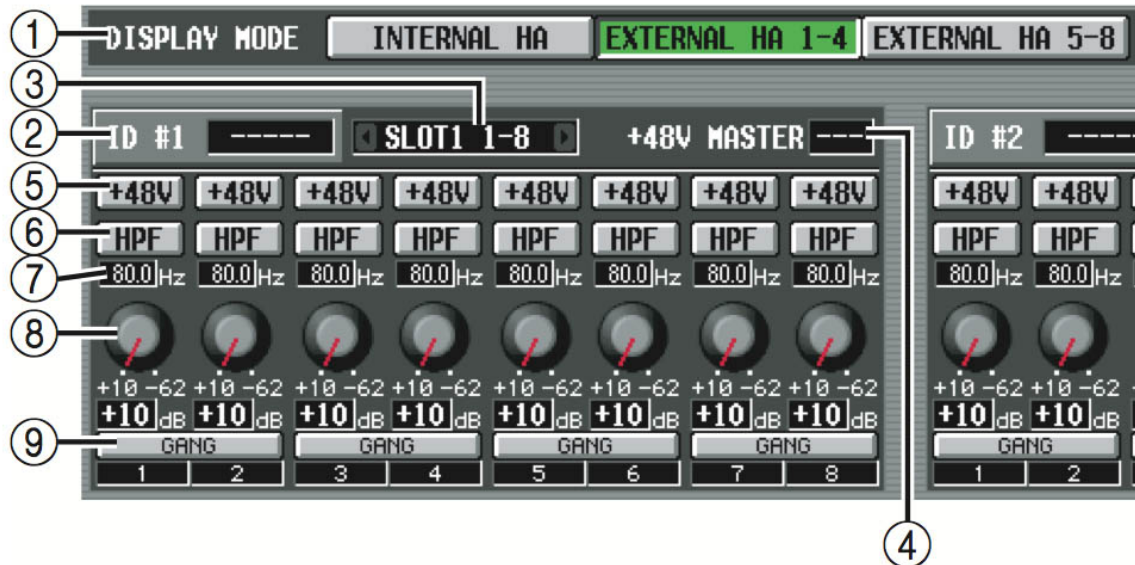 1 DISPLAY MODE INTERNAL HA EXTERNAL HA 1-4 EXTERNAL HA 5-8
3
2 ID #1 ----- SLOT1 1-8 +48V MASTER --- ID #2 ----
5 +48V +48V +48V +48V +48V +48V +48V +48V +48V +48V
6 HPF HPF HPF HPF HPF HPF HPF HPF HPF HPF
7 80.0 Hz 80.0 Hz 80.0 Hz 80.0 Hz 80.0 Hz 80.0 Hz 80.0 Hz 80.0 Hz 80.0 Hz 80.0 Hz
8
+10 -62 +10 -62 +10 -62 +10 -62 +10 -62 +10 -62 +10 -62 +10 -62 +10 -62 +10 -62
+10 dB +10 dB +10 dB +10 dB +10 dB +10 dB +10 dB +10 dB +10 dB +10 dB
9 GANG GANG GANG GANG GANG
1 2 3 4 5 6 7 8 1 2
4